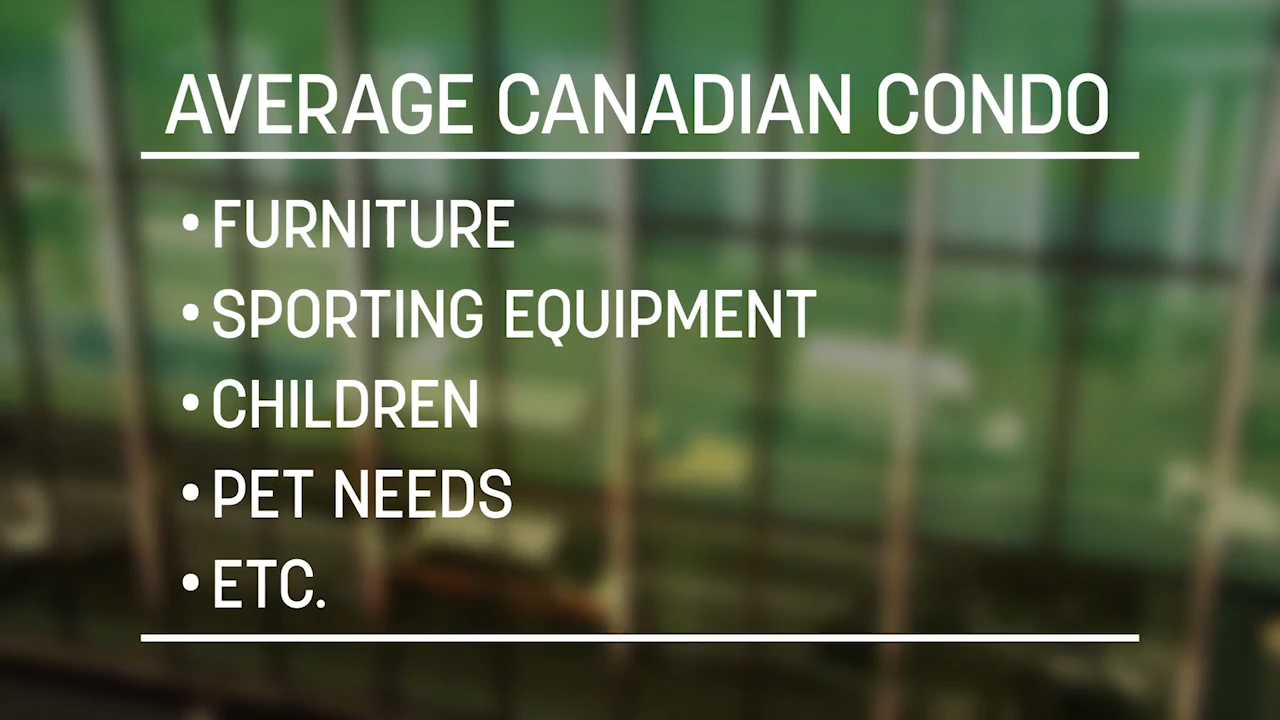 AVERAGE CANADIAN CONDO
• FURNITURE
• SPORTING EQUIPMENT
• CHILDREN
• PET NEEDS
• ETC.